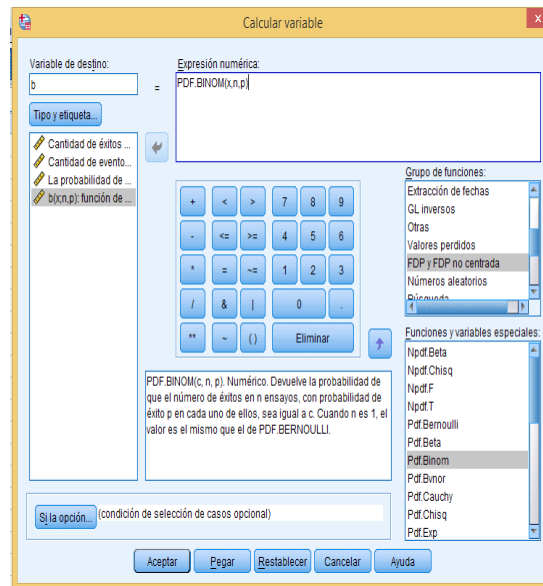 Calcular variable
x
Variable de destino:
b
=
Expresión numérica:
PDF.BINOM(x,n,p)
Tipo y etiqueta...
Cantidad de éxitos ...
Cantidad de evento...
La probabilidad de ...
b(x;n,p): función de ...
+ < > 7 8 9
- <= >= 4 5 6
* = ~= 1 2 3
/ & | 0 .
** ~ () Eliminar
Grupo de funciones:
Extracción de fechas
GL inversos
Otras
Valores perdidos
FDP y FDP no centrada
Números aleatorios
Búsqueda
PDF.BINOM(c, n, p). Numérico. Devuelve la probabilidad de
que el número de éxitos en n ensayos, con probabilidad de
éxito p en cada uno de ellos, sea igual a c. Cuando n es 1, el
valor es el mismo que el de PDF.BERNOULLI.
Funciones y variables especiales:
Npdf.Beta
Npdf.Chisq
Npdf.F
Npdf.T
Pdf.Bernoulli
Pdf.Beta
Pdf.Binom
Pdf.Bvnor
Pdf.Cauchy
Pdf.Chisq
Pdf.Exp
Si la opción... (condición de selección de casos opcional)
Aceptar Pegar Restablecer Cancelar Ayuda